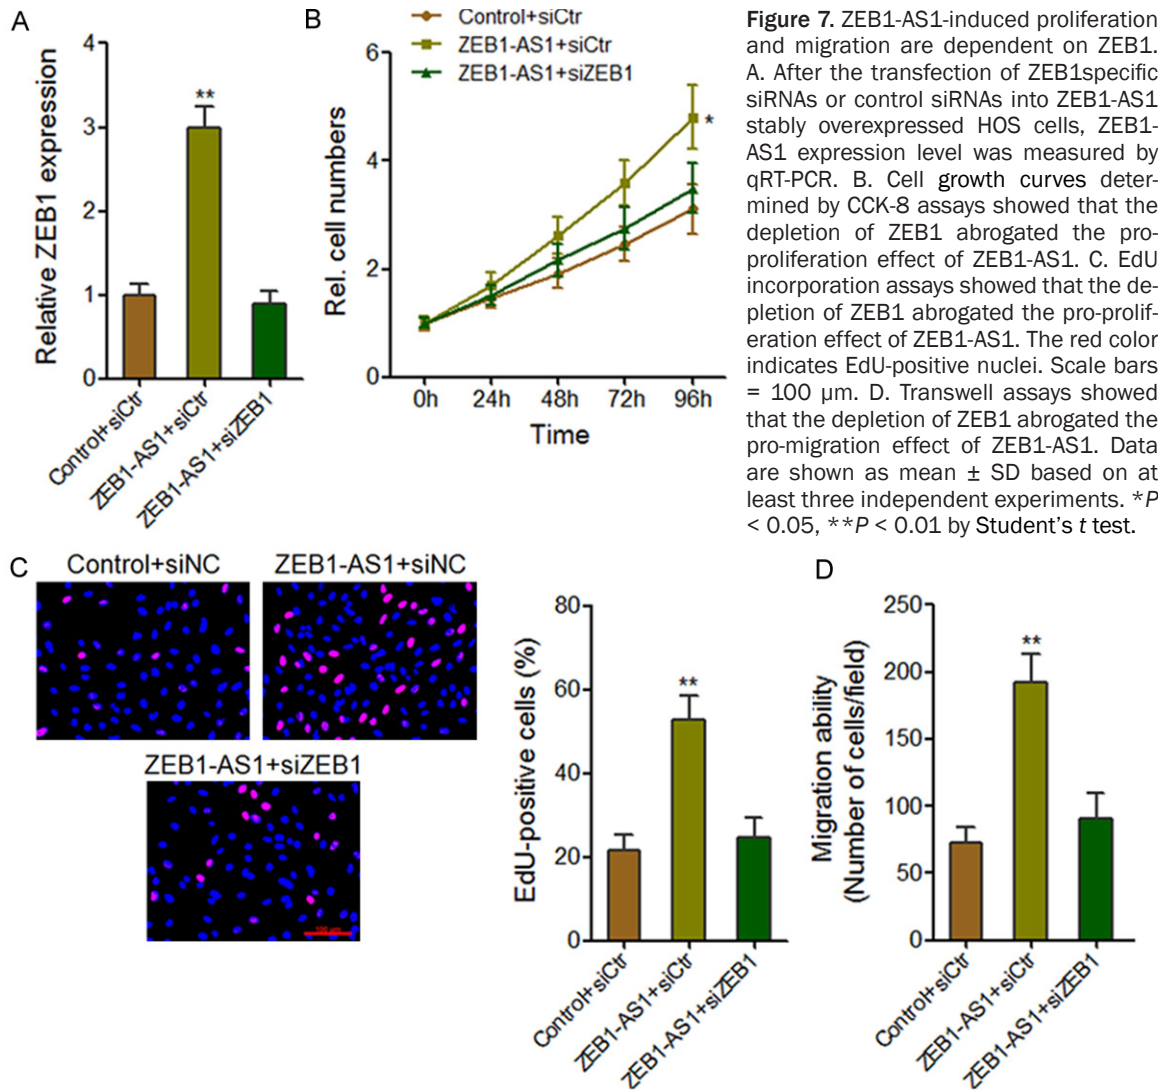 A
Relative ZEB1 expression
4
3
2
1
0
**
Control+siCtr
ZEB1-AS1+siCtr
ZEB1-AS1+siZEB1
B
Control+siCtr
ZEB1-AS1+siCtr
ZEB1-AS1+siZEB1
Rel. cell numbers
6
4
2
0
*
0h 24h 48h 72h 96h
Time
Figure 7. ZEB1-AS1-induced proliferation
and migration are dependent on ZEB1.
A. After the transfection of ZEB1specific
siRNAs or control siRNAs into ZEB1-AS1
stably overexpressed HOS cells, ZEB1-
AS1 expression level was measured by
qRT-PCR. B. Cell growth curves deter-
mined by CCK-8 assays showed that the
depletion of ZEB1 abrogated the pro-
proliferation effect of ZEB1-AS1. C. EdU
incorporation assays showed that the de-
pletion of ZEB1 abrogated the pro-prolif-
eration effect of ZEB1-AS1. The red color
indicates EdU-positive nuclei. Scale bars
= 100 µm. D. Transwell assays showed
that the depletion of ZEB1 abrogated the
pro-migration effect of ZEB1-AS1. Data
are shown as mean ± SD based on at
least three independent experiments. *P
< 0.05, **P < 0.01 by Student's t test.
C
Control+siNC
ZEB1-AS1+siNC
ZEB1-AS1+siZEB1
100 µm
EdU-positive cells (%)
80
60
40
20
0
**
Control+siCtr
ZEB1-AS1+siCtr
ZEB1-AS1+siZEB1
D
Migration ability
(Number of cells/field)
250
200
150
100
50
0
**
Control+siCtr
ZEB1-AS1+siCtr
ZEB1-AS1+siZEB1